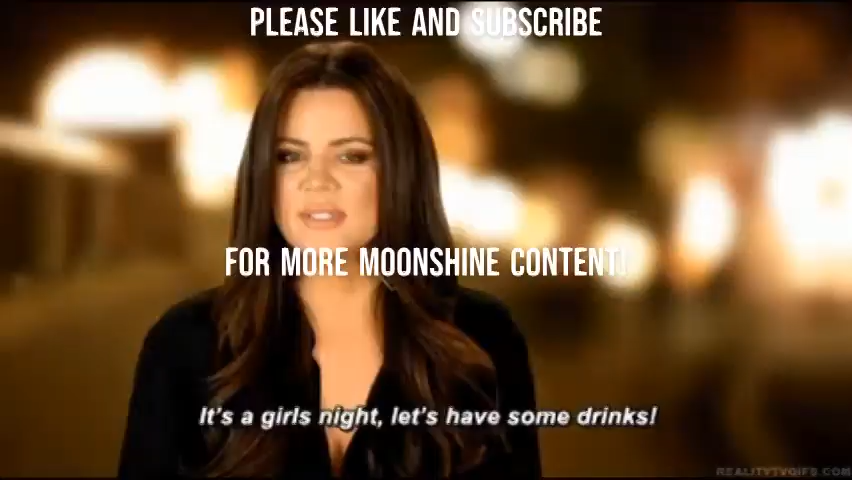 PLEASE LIKE AND SUBSCRIBE
FOR MORE MOONSHINE CONTENT!
It's a girls night, let's have some drinks!
REALITYTVGIFS.COM